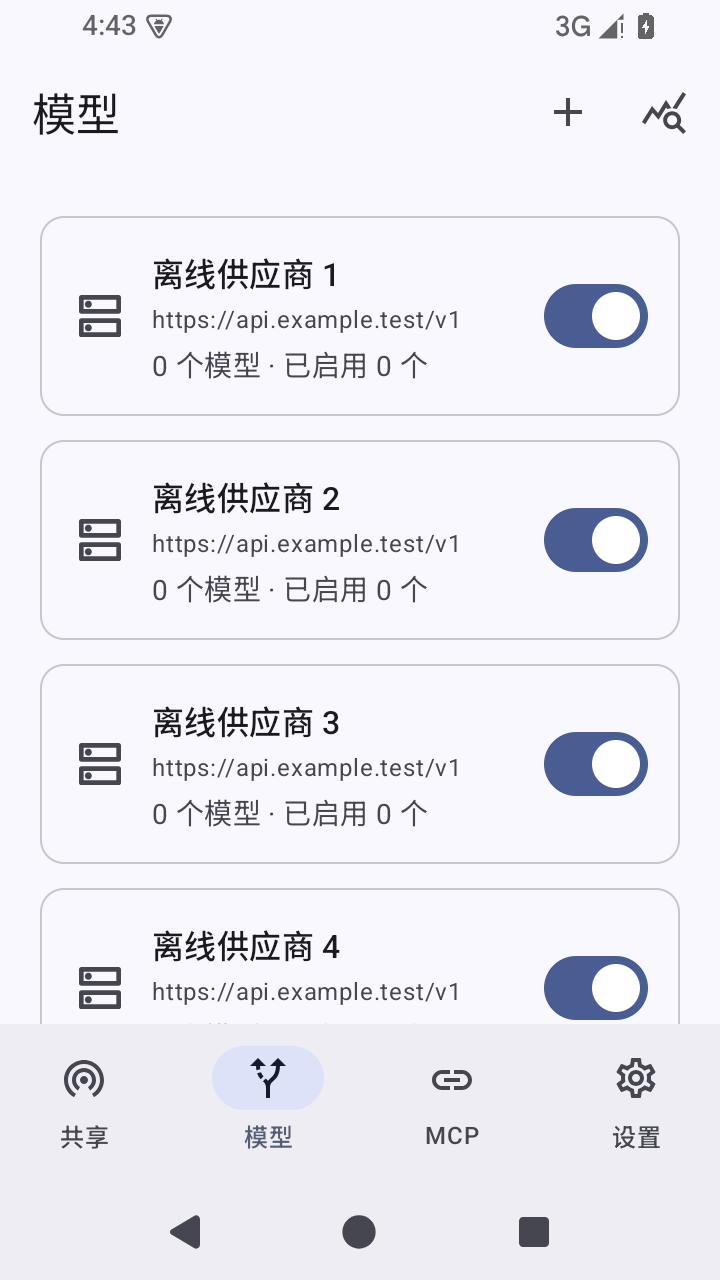 4:43
3G
模型
离线供应商 1
https://api.example.test/v1
0 个模型 · 已启用 0 个
离线供应商 2
https://api.example.test/v1
0 个模型 · 已启用 0 个
离线供应商 3
https://api.example.test/v1
0 个模型 · 已启用 0 个
离线供应商 4
https://api.example.test/v1
共享
模型
MCP
设置